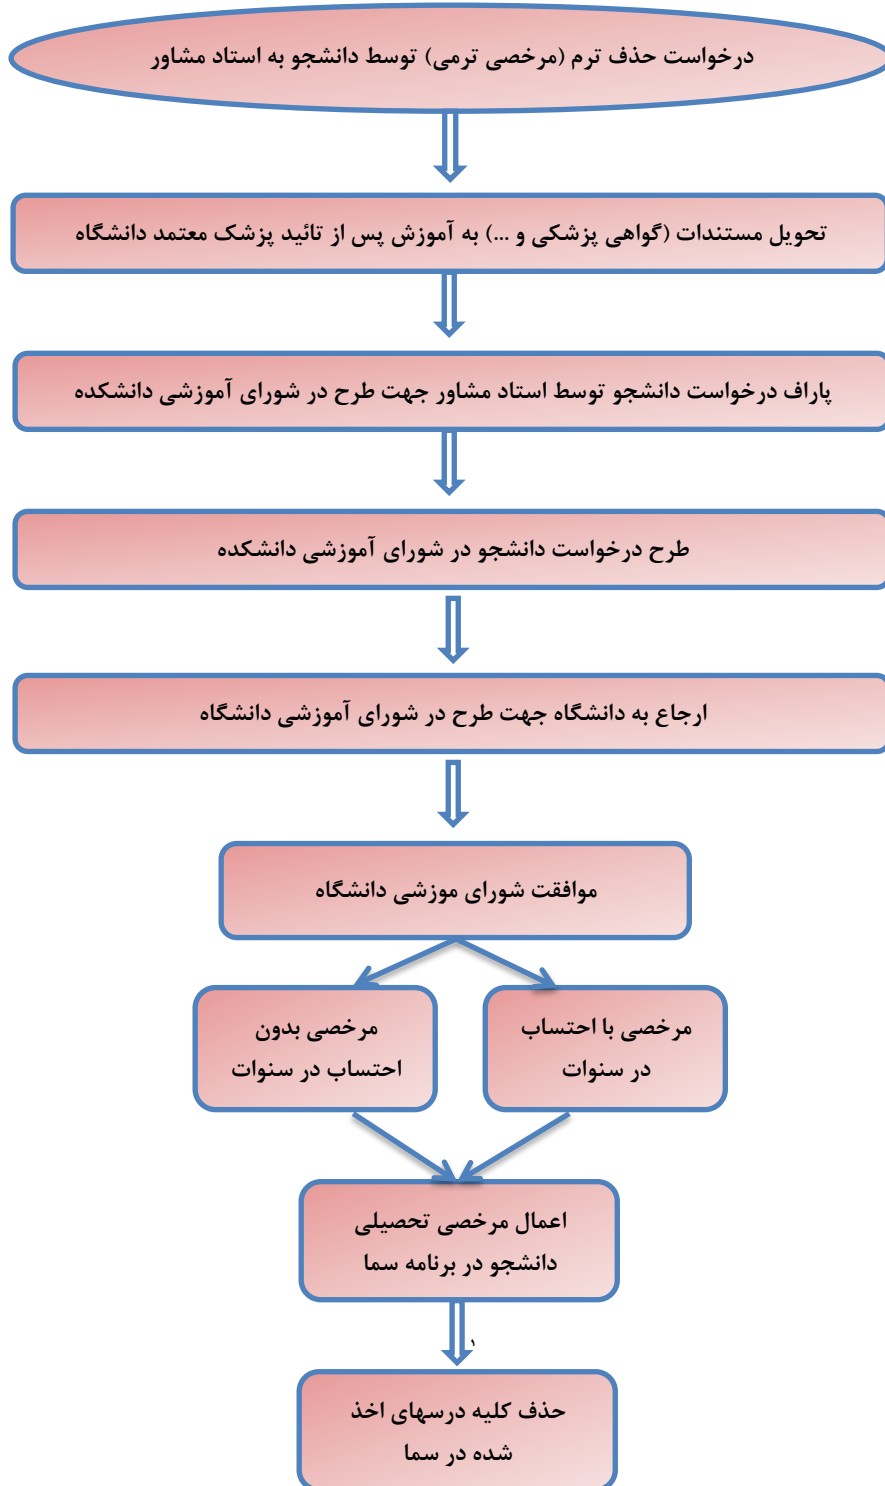 درخواست حذف ترم (مرخصی ترمی) توسط دانشجو به استاد مشاور
تحویل مستندات (گواهی پزشکی و ...) به آموزش پس از تائید پزشک معتمد دانشگاه
پاراف درخواست دانشجو توسط استاد مشاور جهت طرح در شورای آموزشی دانشکده
طرح درخواست دانشجو در شورای آموزشی دانشکده
ارجاع به دانشگاه جهت طرح در شورای آموزشی دانشگاه
موافقت شورای موزشی دانشگاه
مرخصی با احتساب
در سنوات
مرخصی بدون
احتساب در سنوات
اعمال مرخصی تحصیلی
دانشجو در برنامه سما
۱
حذف کلیه درسهای اخذ
شده در سما